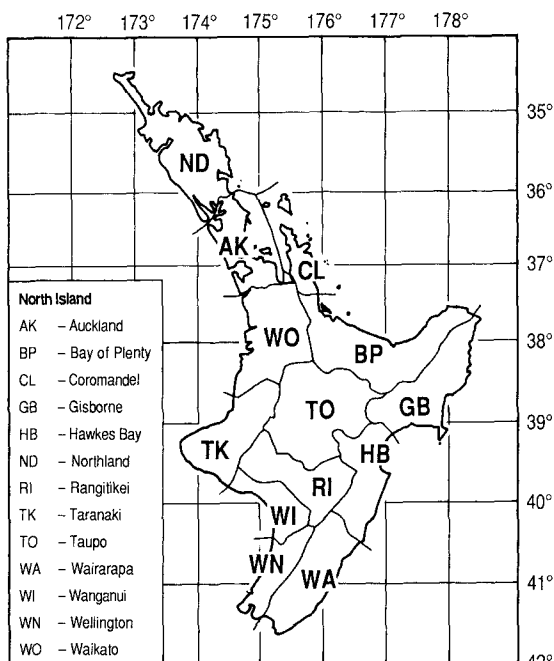 172° 173° 174° 175° 176° 177° 178°
35°
ND
36°
AK
CL
37°
North Island
AK – Auckland
BP – Bay of Plenty
CL – Coromandel
GB – Gisborne
HB – Hawkes Bay
ND – Northland
RI – Rangitikei
TK – Taranaki
TO – Taupo
WA – Wairarapa
WI – Wanganui
WN – Wellington
WO – Waikato
WO
BP
38°
TO
GB
39°
TK
HB
RI
40°
WI
WN
WA
41°
42°